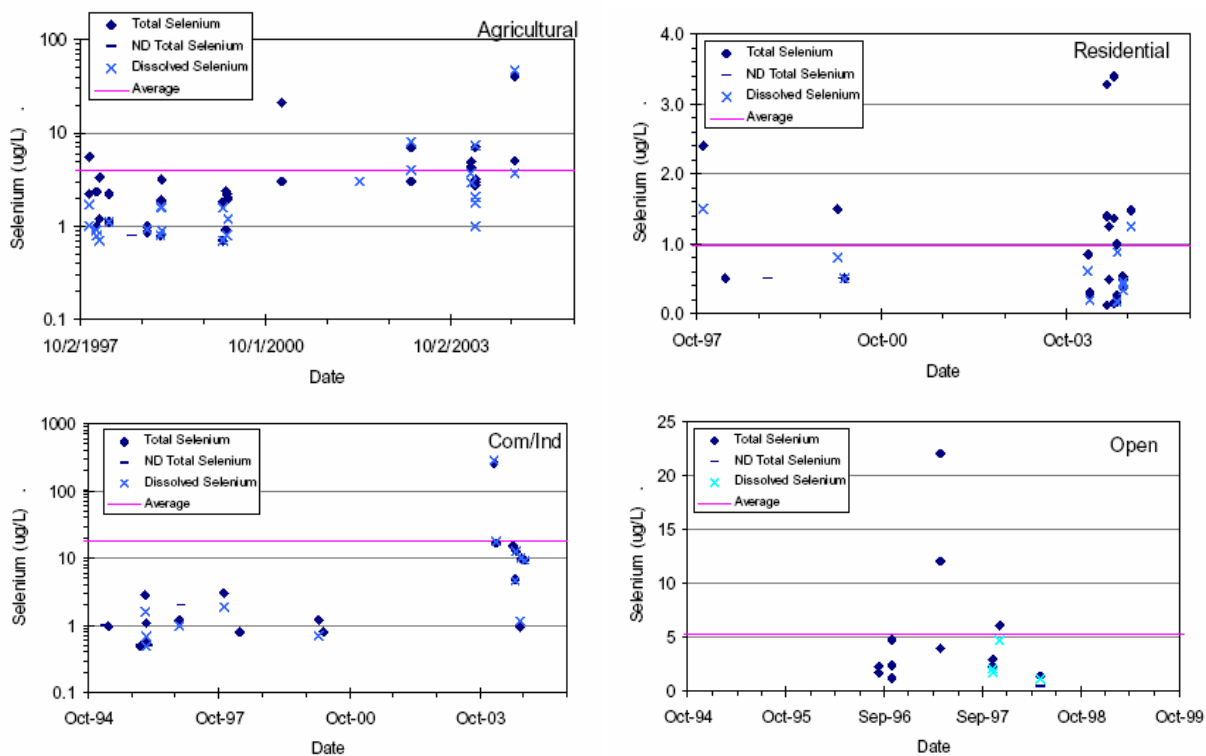 Agricultural
Total Selenium
ND Total Selenium
Dissolved Selenium
Average
Selenium (ug/L)
100
10
1
0.1
10/2/1997
10/1/2000
10/2/2003
Date
Residential
Total Selenium
ND Total Selenium
Dissolved Selenium
Average
Selenium (ug/L)
4.0
3.0
2.0
1.0
0.0
Oct-97
Oct-00
Oct-03
Date
Com/Ind
Total Selenium
ND Total Selenium
Dissolved Selenium
Average
Selenium (ug/L)
1000
100
10
1
0.1
Oct-94
Oct-97
Oct-00
Oct-03
Date
Open
Total Selenium
ND Total Selenium
Dissolved Selenium
Average
Selenium (ug/L)
25
20
15
10
5
0
Oct-94
Oct-95
Sep-96
Sep-97
Oct-98
Oct-99
Date